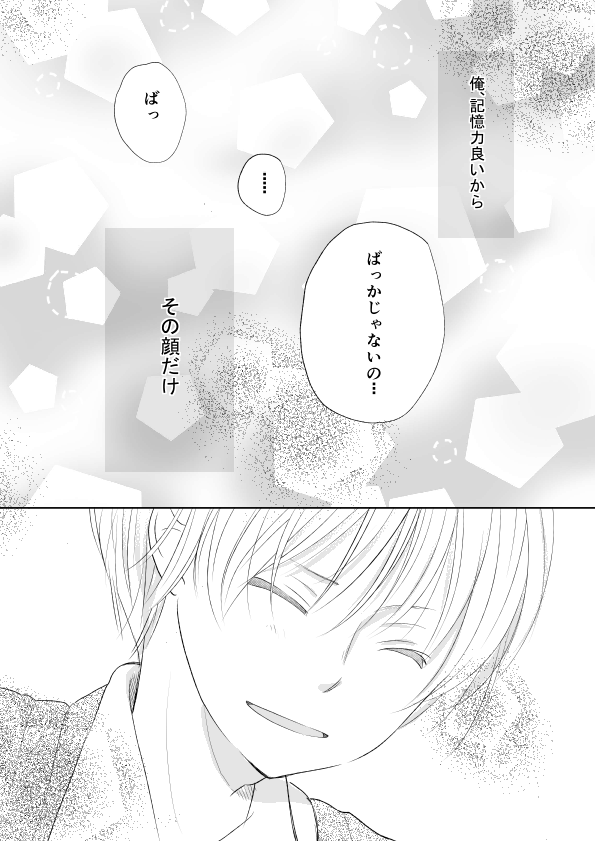 俺、記憶力良いから
ばっ
……
ばっかじゃないの…
その顔だけ